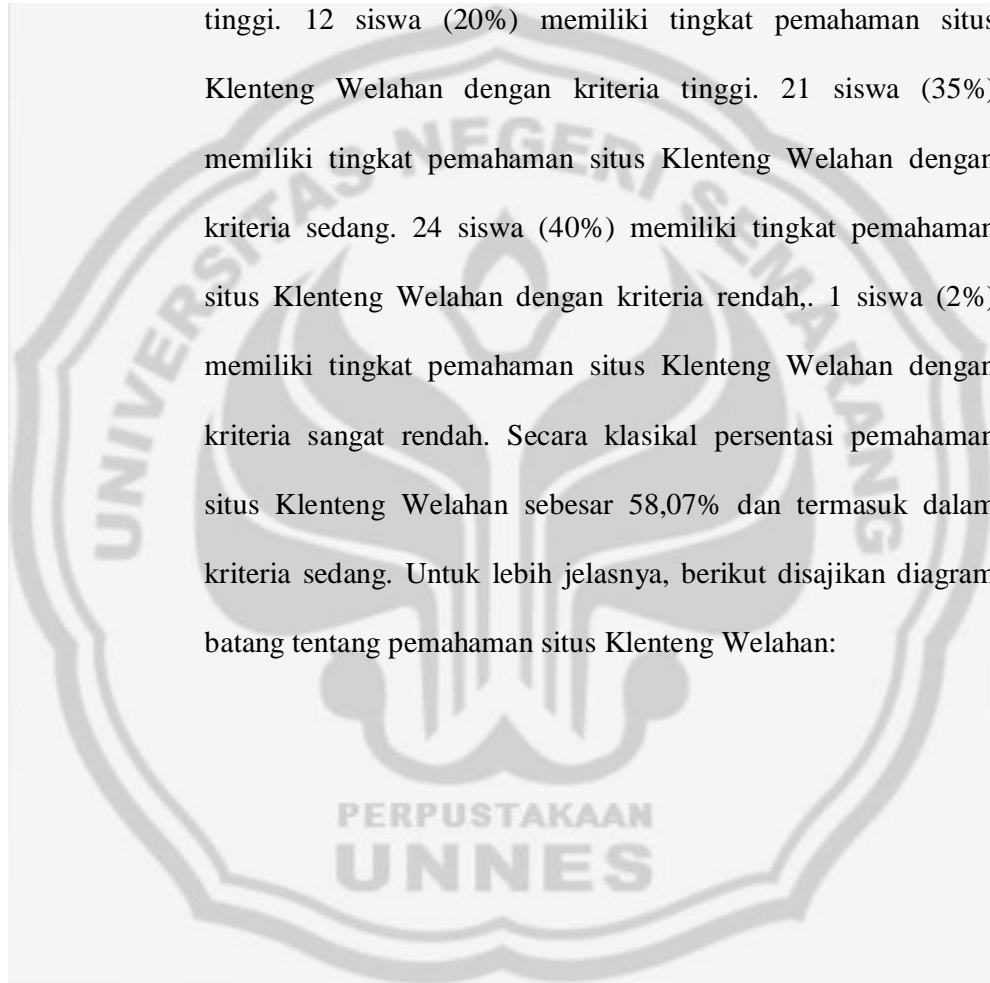 tinggi. 12 siswa (20%) memiliki tingkat pemahaman situs
Klenteng Welahan dengan kriteria tinggi. 21 siswa (35%)
memiliki tingkat pemahaman situs Klenteng Welahan dengan
kriteria sedang. 24 siswa (40%) memiliki tingkat pemahaman
situs Klenteng Welahan dengan kriteria rendah,. 1 siswa (2%)
memiliki tingkat pemahaman situs Klenteng Welahan dengan
kriteria sangat rendah. Secara klasikal persentasi pemahaman
situs Klenteng Welahan sebesar 58,07% dan termasuk dalam
kriteria sedang. Untuk lebih jelasnya, berikut disajikan diagram
batang tentang pemahaman situs Klenteng Welahan:
UNIVERSITAS NEGERI SEMARANG
PERPUSTAKAAN
UNNES